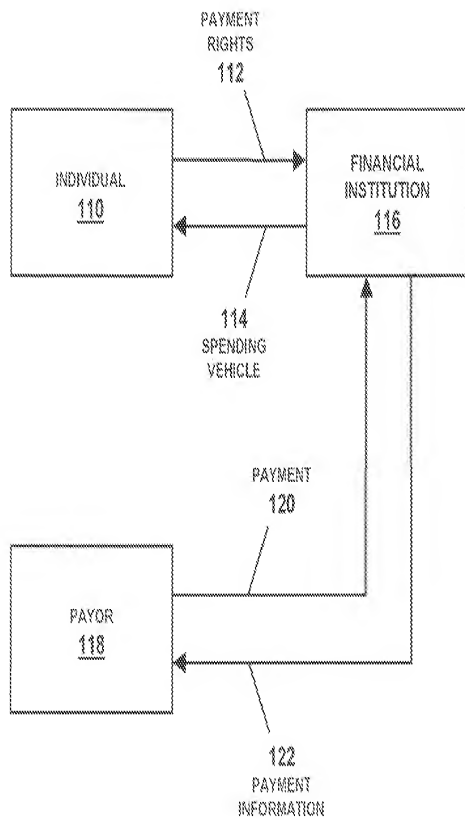 PAYMENT
RIGHTS
112
INDIVIDUAL
110
FINANCIAL
INSTITUTION
116
114
SPENDING
VEHICLE
PAYMENT
120
PAYOR
118
122
PAYMENT
INFORMATION